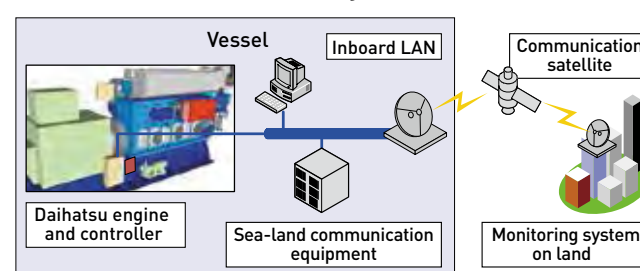 Vessel
Inboard LAN
Communication
satellite
Daihatsu engine
and controller
Sea-land communication
equipment
Monitoring system
on land